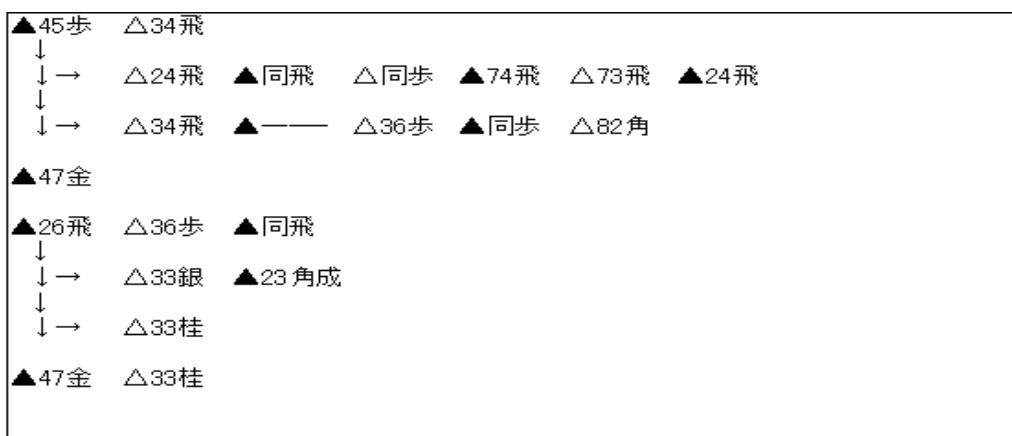 ▲45歩 △34飛
↓
↓→ △24飛 ▲同飛 △同歩 ▲74飛 △73飛 ▲24飛
↓
↓→ △34飛 ▲―― △36歩 ▲同歩 △82角
▲47金
▲26飛 △36歩 ▲同飛
↓
↓→ △33銀 ▲23角成
↓
↓→ △33桂
▲47金 △33桂